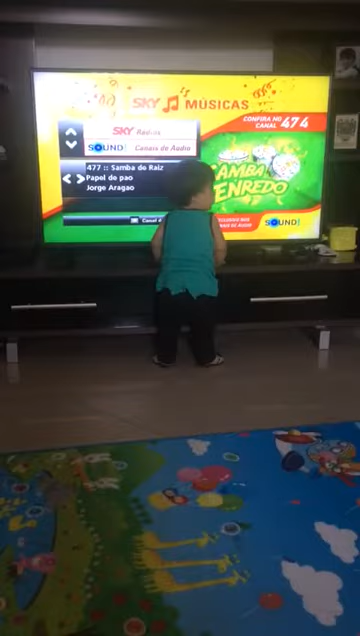 SKY MÚSICAS
CONFIRA NO
CANAL 474
SKY Rádios
SOUND! Canais de Áudio
477 :: Samba de Raiz
Papel de pao
Jorge Aragao
SAMBA
ENREDO
Canal
SOUND!